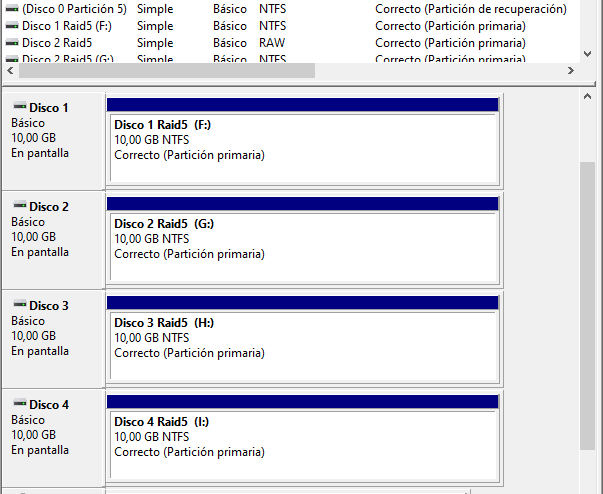 (Disco 0 Partición 5) Simple Básico NTFS Correcto (Partición de recuperación)
Disco 1 Raid5 (F:) Simple Básico NTFS Correcto (Partición primaria)
Disco 2 Raid5 Simple Básico RAW Correcto (Partición primaria)
Disco 2 Raid5 (G:) Simple Básico NTFS Correcto (Partición primaria)
Disco 1
Básico
10,00 GB
En pantalla
Disco 1 Raid5 (F:)
10,00 GB NTFS
Correcto (Partición primaria)
Disco 2
Básico
10,00 GB
En pantalla
Disco 2 Raid5 (G:)
10,00 GB NTFS
Correcto (Partición primaria)
Disco 3
Básico
10,00 GB
En pantalla
Disco 3 Raid5 (H:)
10,00 GB NTFS
Correcto (Partición primaria)
Disco 4
Básico
10,00 GB
En pantalla
Disco 4 Raid5 (I:)
10,00 GB NTFS
Correcto (Partición primaria)